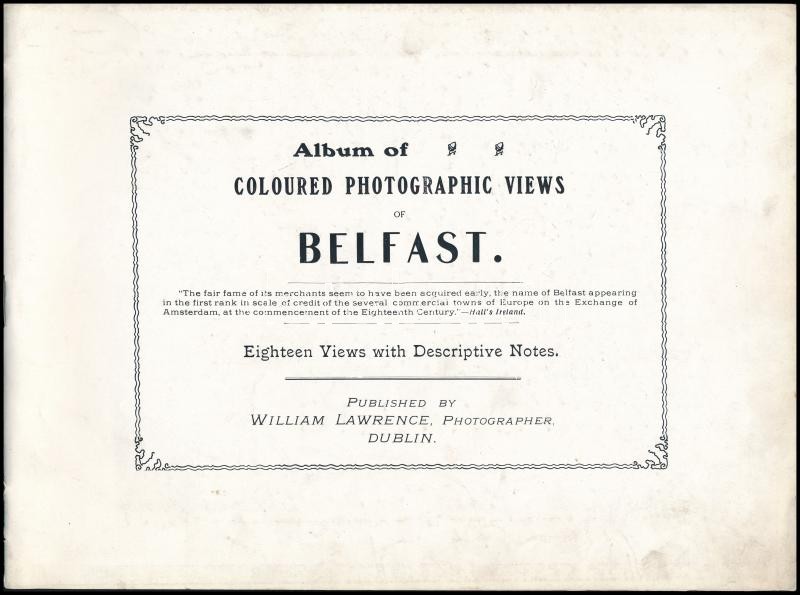 Album of
COLOURED PHOTOGRAPHIC VIEWS
OF
BELFAST.
"The fair fame of its merchants seem to have been acquired early, the name of Belfast appearing
in the first rank in scale of credit of the several commercial towns of Europe on the Exchange of
Amsterdam, at the commencement of the Eighteenth Century."—Hall's Ireland.
Eighteen Views with Descriptive Notes.
PUBLISHED BY
WILLIAM LAWRENCE, PHOTOGRAPHER,
DUBLIN.